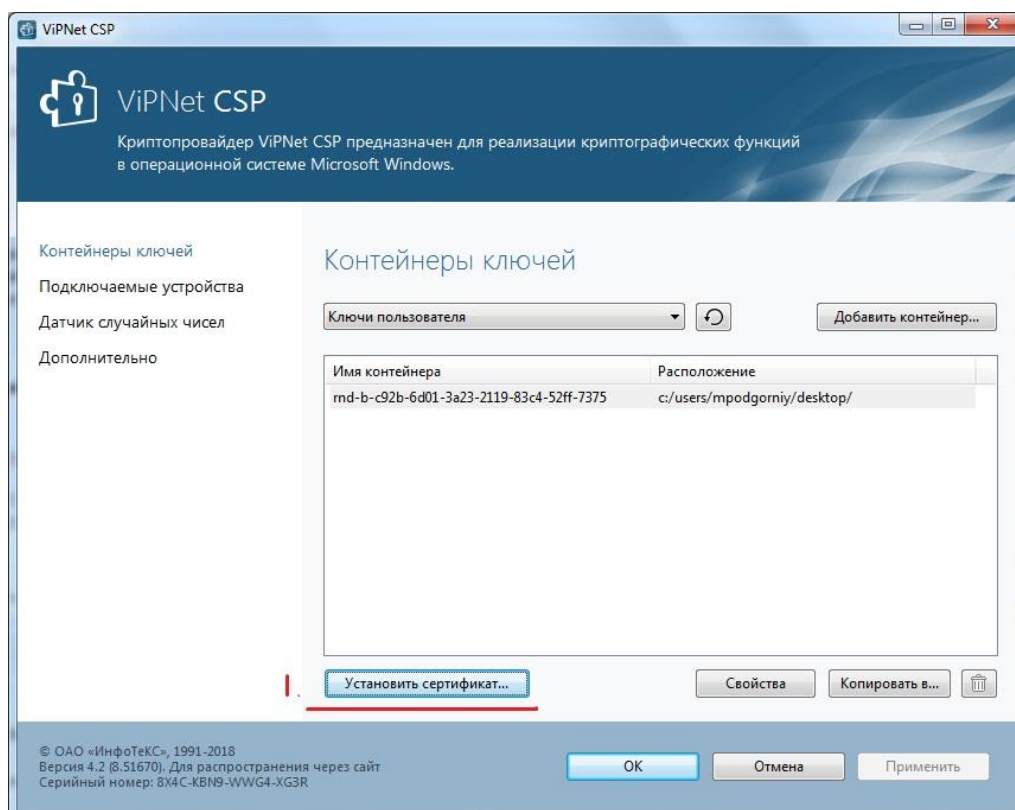 ViPNet CSP
ViPNet CSP
Криптопровайдер ViPNet CSP предназначен для реализации криптографических функций
в операционной системе Microsoft Windows.
Контейнеры ключей
Подключаемые устройства
Датчик случайных чисел
Дополнительно
Контейнеры ключей
Ключи пользователя
Добавить контейнер...
Имя контейнера Расположение
rnd-b-c92b-6d01-3a23-2119-83c4-52ff-7375 c:/users/mpodgorniy/desktop/
1. Установить сертификат... Свойства Копировать в...
© ОАО «ИнфоТеКС», 1991-2018
Версия 4.2 (8.51670). Для распространения через сайт
Серийный номер: 8X4C-KBN9-WWG4-XG3R
OK Отмена Применить